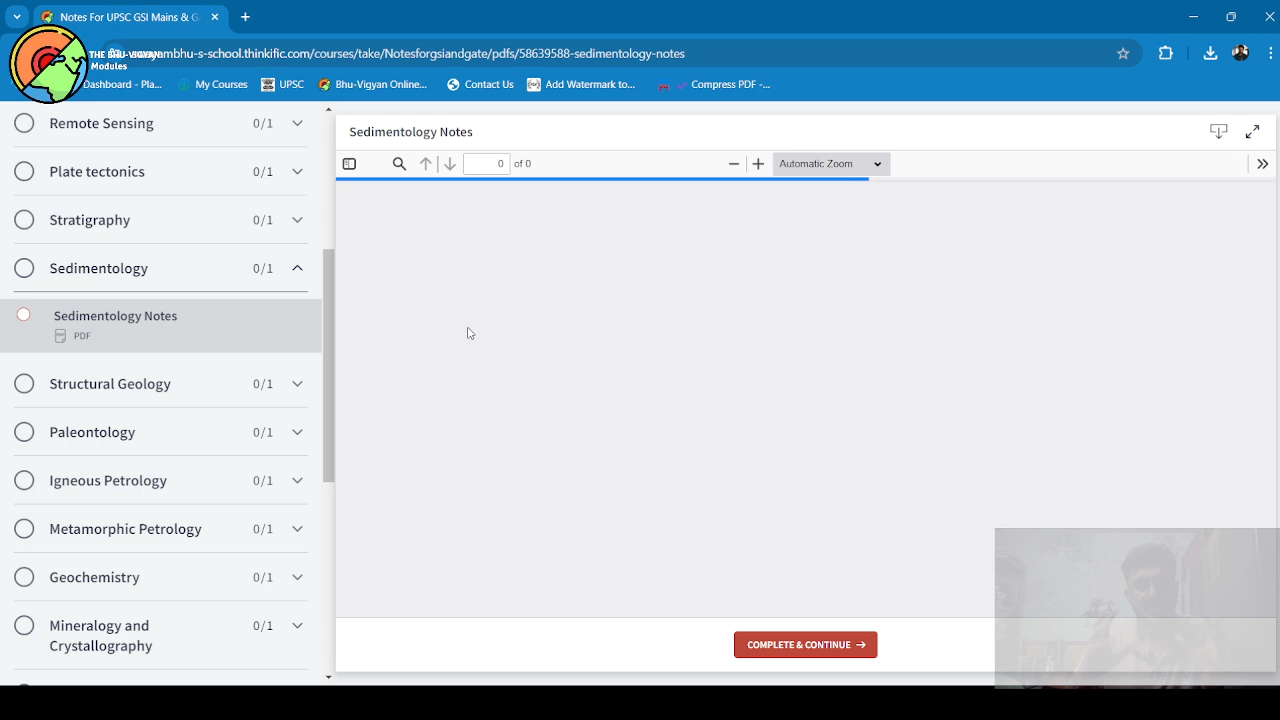 Notes For UPSC GSI Mains & G
THE BHU-VIGYAN
Modules
ambhu-s-school.thinkific.com/courses/take/Notesforgsiandgate/pdfs/58639588-sedimentology-notes
Dashboard - Pla...
My Courses
UPSC
Bhu-Vigyan Online...
Contact Us
Add Watermark to...
Compress PDF -...
Remote Sensing 0/1
Plate tectonics 0/1
Stratigraphy 0/1
Sedimentology 0/1
Sedimentology Notes
PDF
Structural Geology 0/1
Paleontology 0/1
Igneous Petrology 0/1
Metamorphic Petrology 0/1
Geochemistry 0/1
Mineralogy and
Crystallography 0/1
Sedimentology Notes
0 of 0
Automatic Zoom
COMPLETE & CONTINUE →